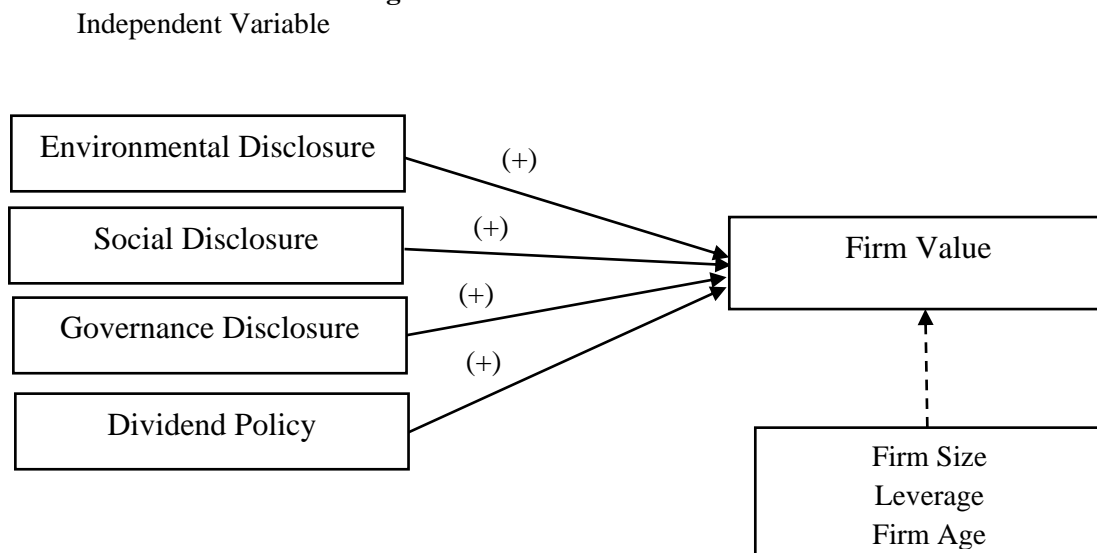 Independent Variable
Environmental Disclosure
(+)
Social Disclosure
(+)
Firm Value
Governance Disclosure
(+)
Dividend Policy
(+)
Firm Size
Leverage
Firm Age